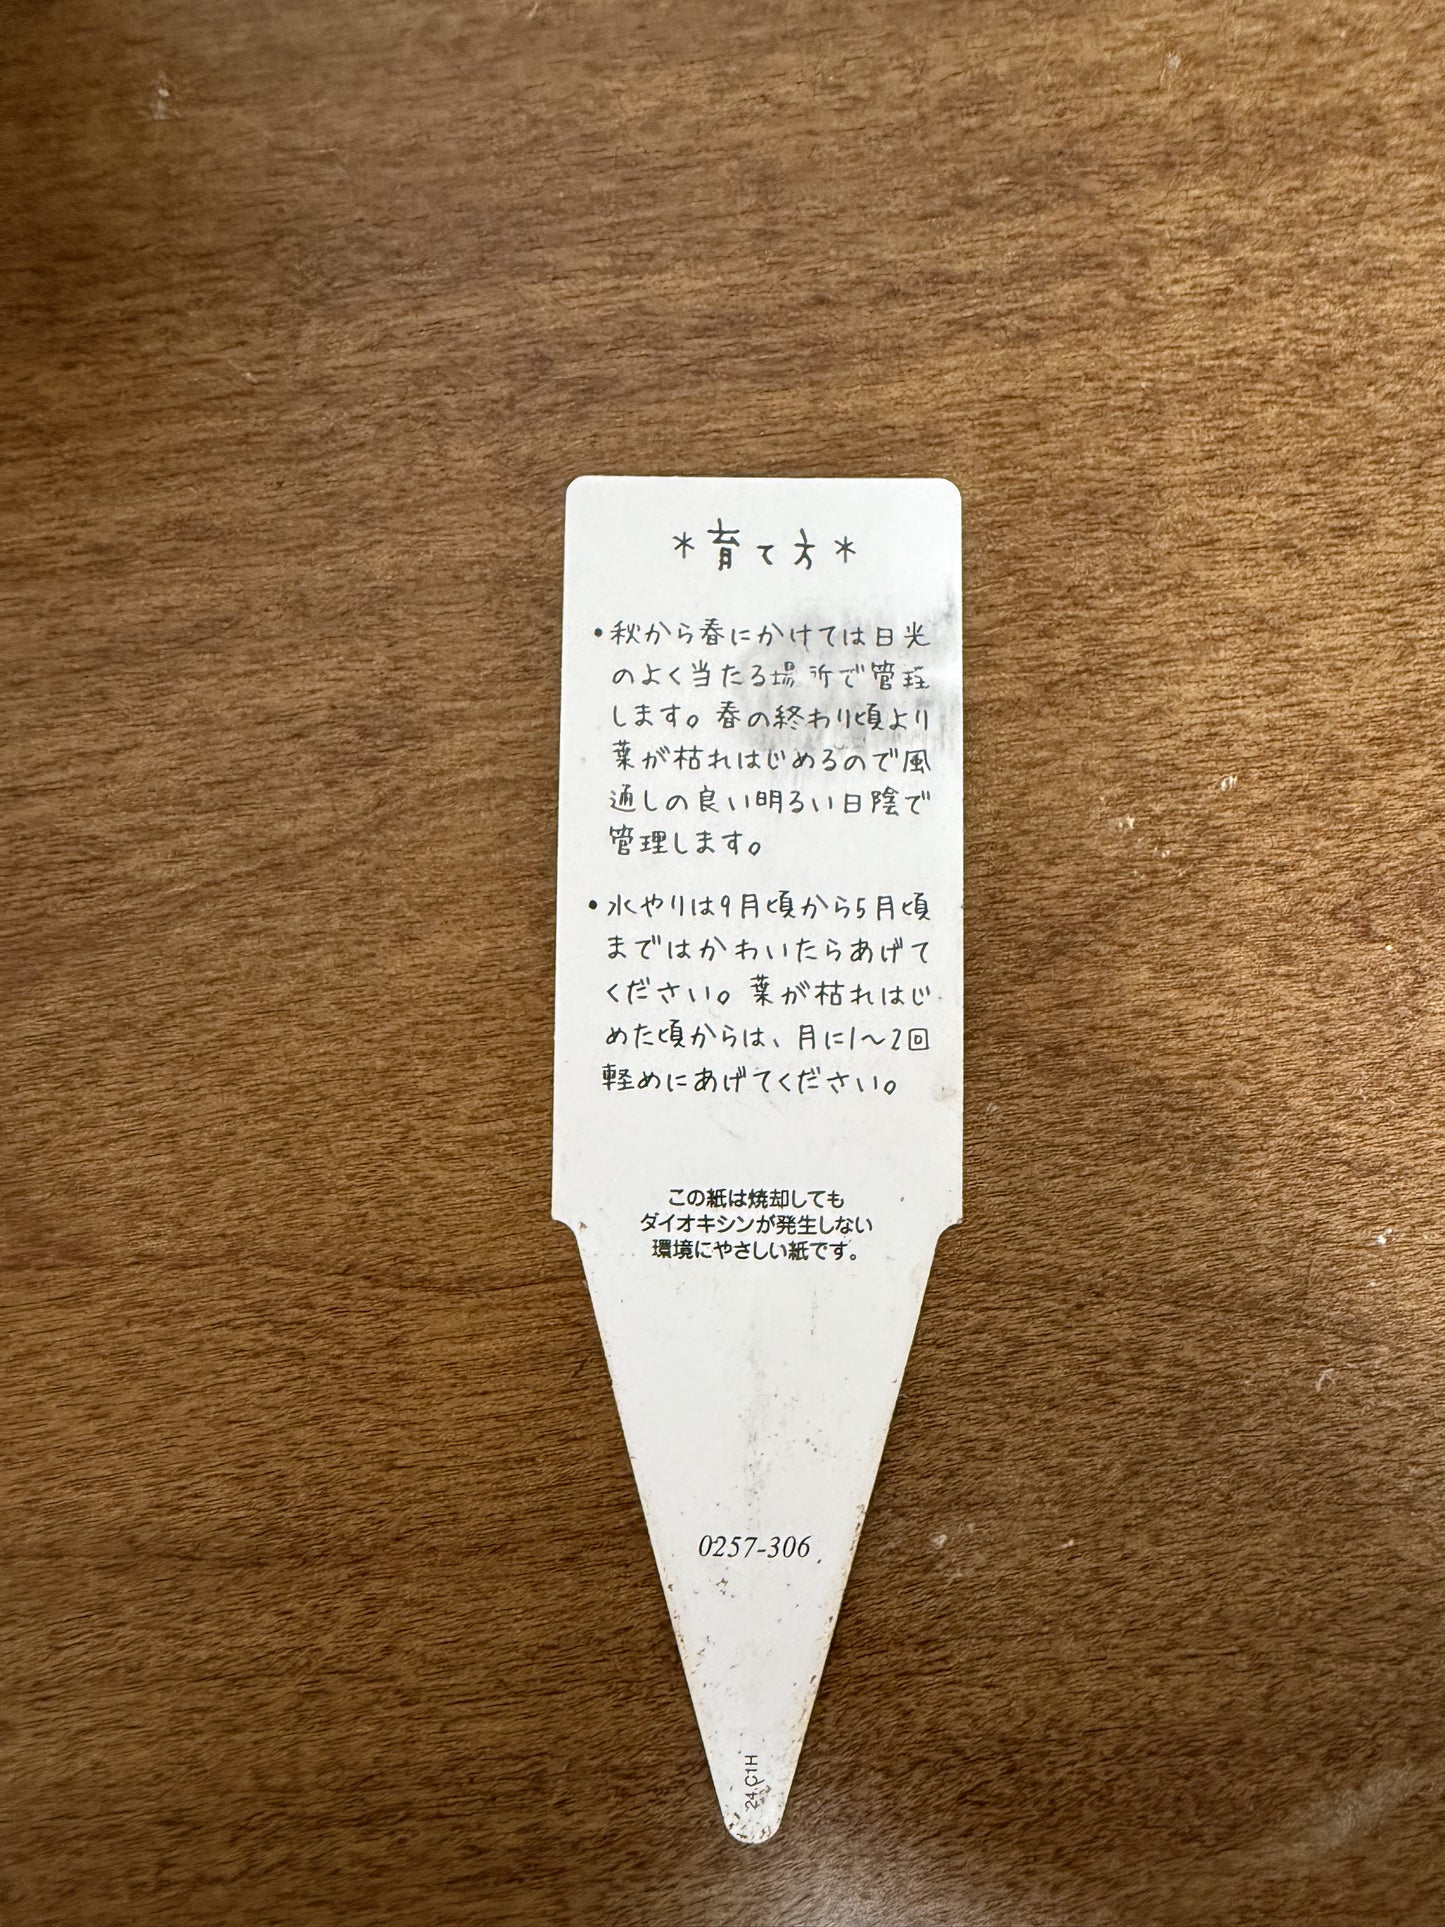 *育て方*
・秋から春にかけては日光
のよく当たる場所で管理
します。春の終わり頃より
葉が枯れはじめるので風
通しの良い明るい日陰で
管理します。
・水やりは9月頃から5月頃
まではかわいたらあげて
ください。葉が枯れはじ
めた頃からは、月に1〜2回
軽めにあげてください。
この紙は焼却しても
ダイオキシンが発生しない
環境にやさしい紙です。
0257-306